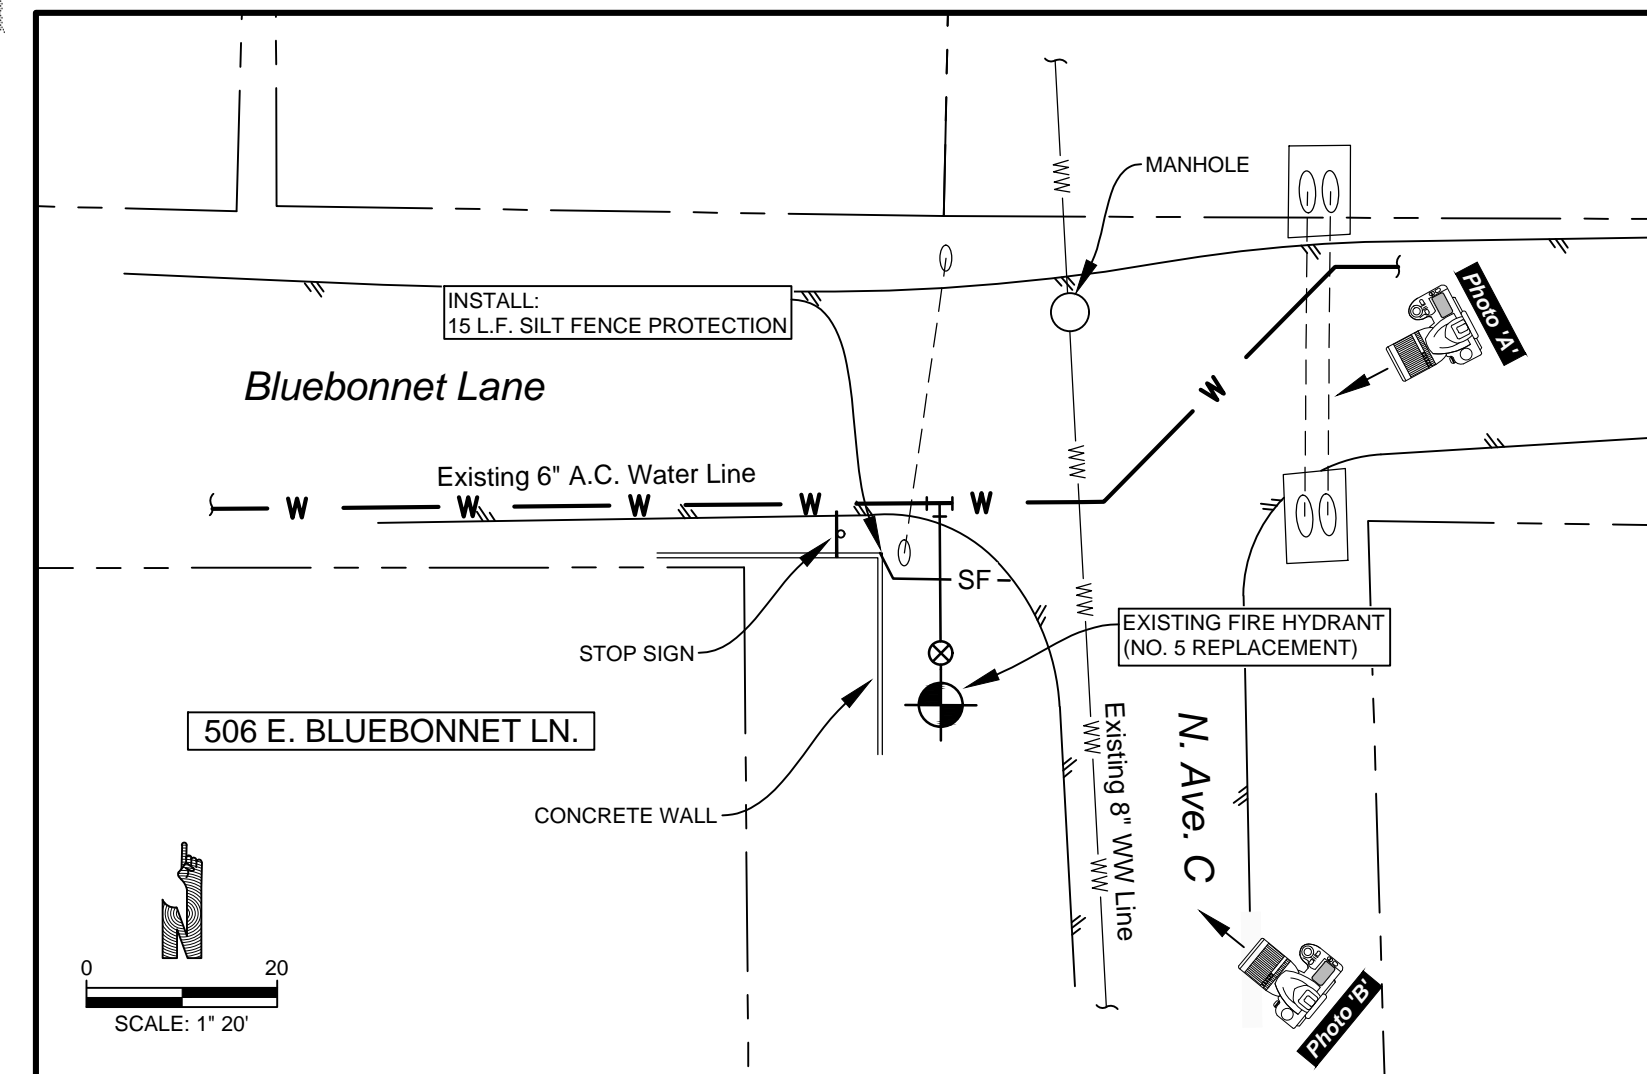 MANHOLE
Photo 'A'
INSTALL:
15 L.F. SILT FENCE PROTECTION
Bluebonnet Lane
Existing 6" A.C. Water Line
W W W W W W
SF
STOP SIGN
EXISTING FIRE HYDRANT
(NO. 5 REPLACEMENT)
506 E. BLUEBONNET LN.
Existing 8" WW Line
N. Ave. C
CONCRETE WALL
WW
WW
WW
WW
WW
N
0 20
SCALE: 1" 20'
Photo 'B'